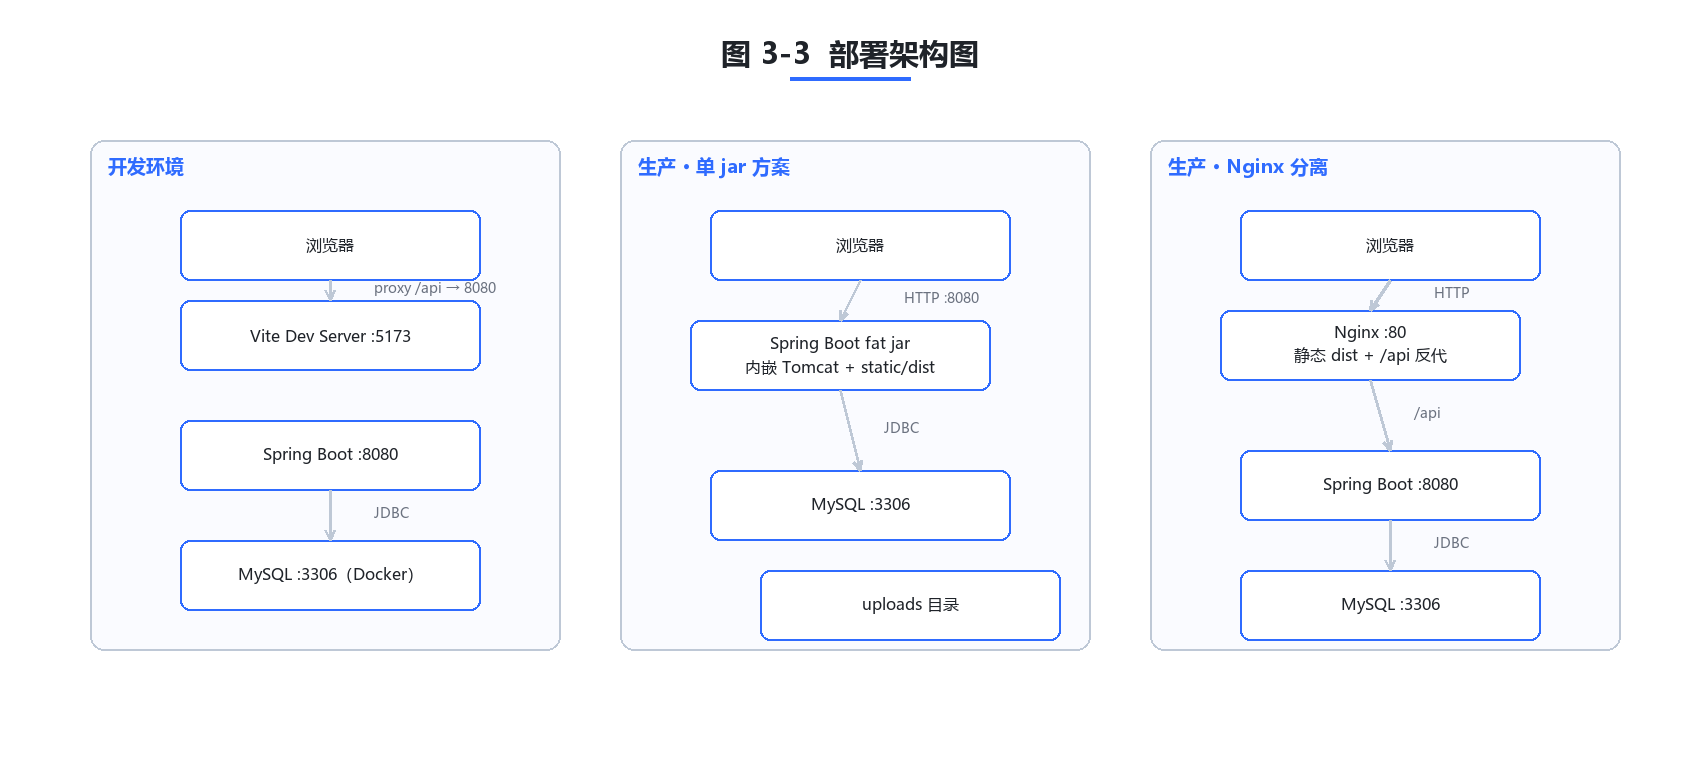 图 3-3 部署架构图
开发环境
浏览器
proxy /api → 8080
Vite Dev Server :5173
Spring Boot :8080
JDBC
MySQL :3306（Docker）
生产・单 jar 方案
浏览器
HTTP :8080
Spring Boot fat jar
内嵌 Tomcat + static/dist
JDBC
MySQL :3306
uploads 目录
生产・Nginx 分离
浏览器
HTTP
Nginx :80
静态 dist + /api 反代
/api
Spring Boot :8080
JDBC
MySQL :3306